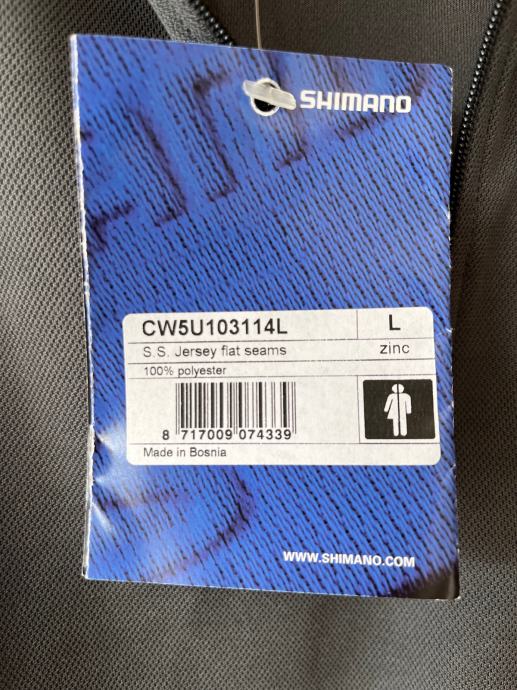 SHIMANO
CW5U103114L
L
S.S. Jersey flat seams
zinc
100% polyester
8 717009 074339
Made in Bosnia
WWW.SHIMANO.COM